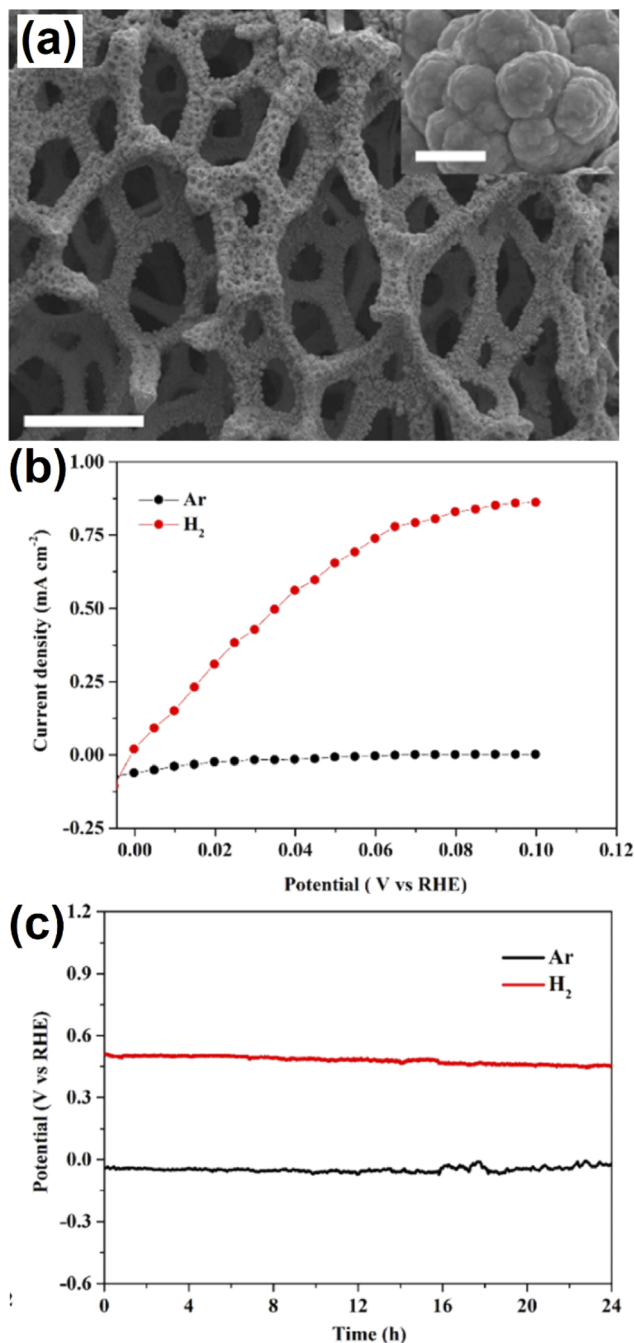 (a)
(b)
1.00
0.75
0.50
0.25
0.00
-0.25
Current density (mA cm⁻²)
Ar
H₂
0.00 0.02 0.04 0.06 0.08 0.10 0.12
Potential ( V vs RHE)
(c)
1.2
0.9
0.6
0.3
0.0
-0.3
-0.6
Potential (V vs RHE)
Ar
H₂
0 4 8 12 16 20 24
Time (h)